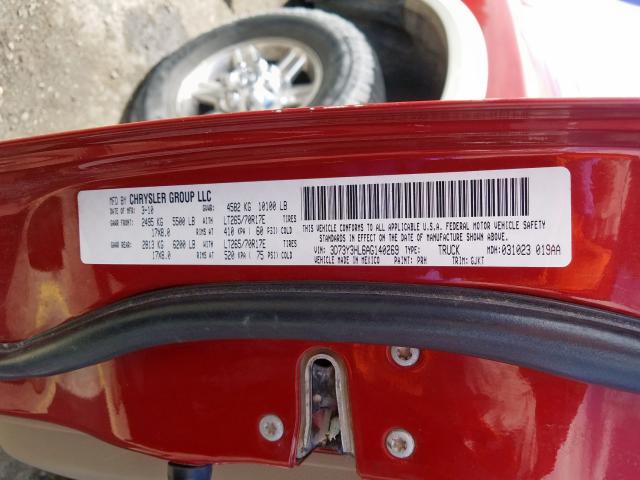 MFD BY CHRYSLER GROUP LLC
3-10 GVWR: 4582 KG 10100 LB
GAWR FRONT: 2495 KG 5500 LB WITH LT265/70R17E TIRES
17X8.0 RIMS AT 410 KPA ( 60 PSI) COLD
GAWR REAR: 2813 KG 6200 LB WITH LT265/70R17E TIRES
17X8.0 RIMS AT 520 KPA ( 75 PSI) COLD
THIS VEHICLE CONFORMS TO ALL APPLICABLE U.S.A. FEDERAL MOTOR VEHICLE SAFETY
STANDARDS IN EFFECT ON THE DATE OF MANUFACTURE SHOWN ABOVE.
VIN: 3D73Y3HL6AG140269 TYPE: TRUCK MDH: 031023 019AA
VEHICLE MADE IN MEXICO PAINT: PRH TRIM: GJKT